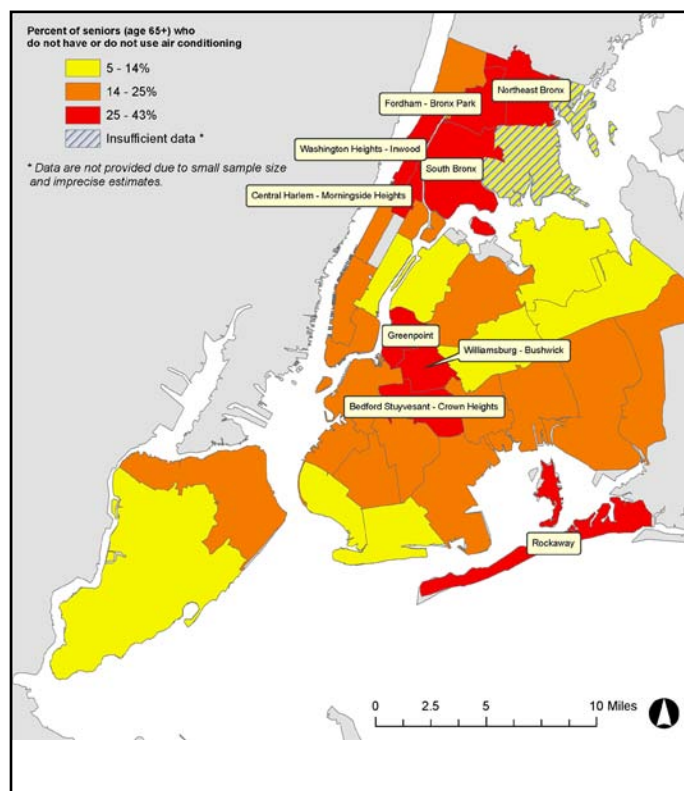 Percent of seniors (age 65+) who
do not have or do not use air conditioning
5 - 14%
14 - 25%
25 - 43%
Insufficient data *
* Data are not provided due to small sample size
and imprecise estimates.
Northeast Bronx
Fordham - Bronx Park
Washington Heights - Inwood
South Bronx
Central Harlem - Morningside Heights
Greenpoint
Williamsburg - Bushwick
Bedford Stuyvesant - Crown Heights
Rockaway
0 2.5 5 10 Miles